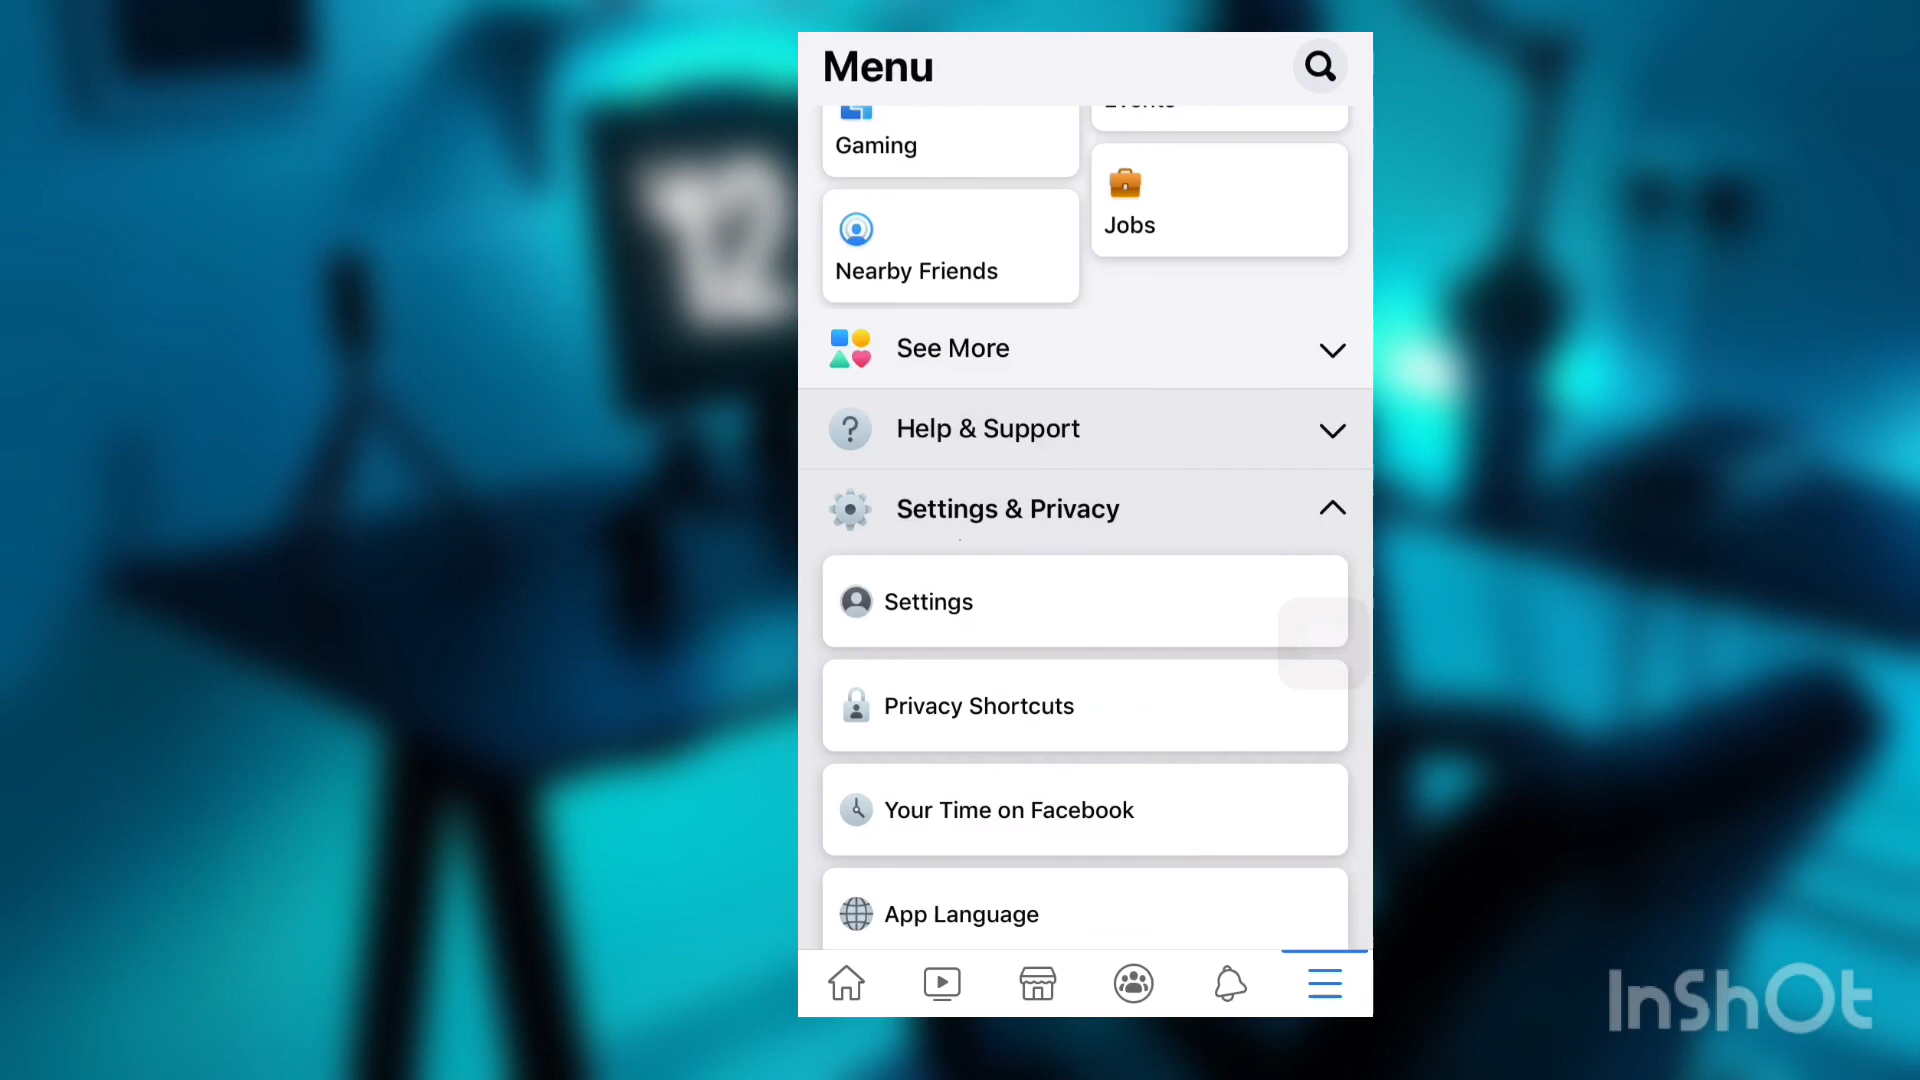 Menu
Events
Gaming
Jobs
Nearby Friends
See More
Help & Support
Settings & Privacy
Settings
Privacy Shortcuts
Your Time on Facebook
App Language
InShOt